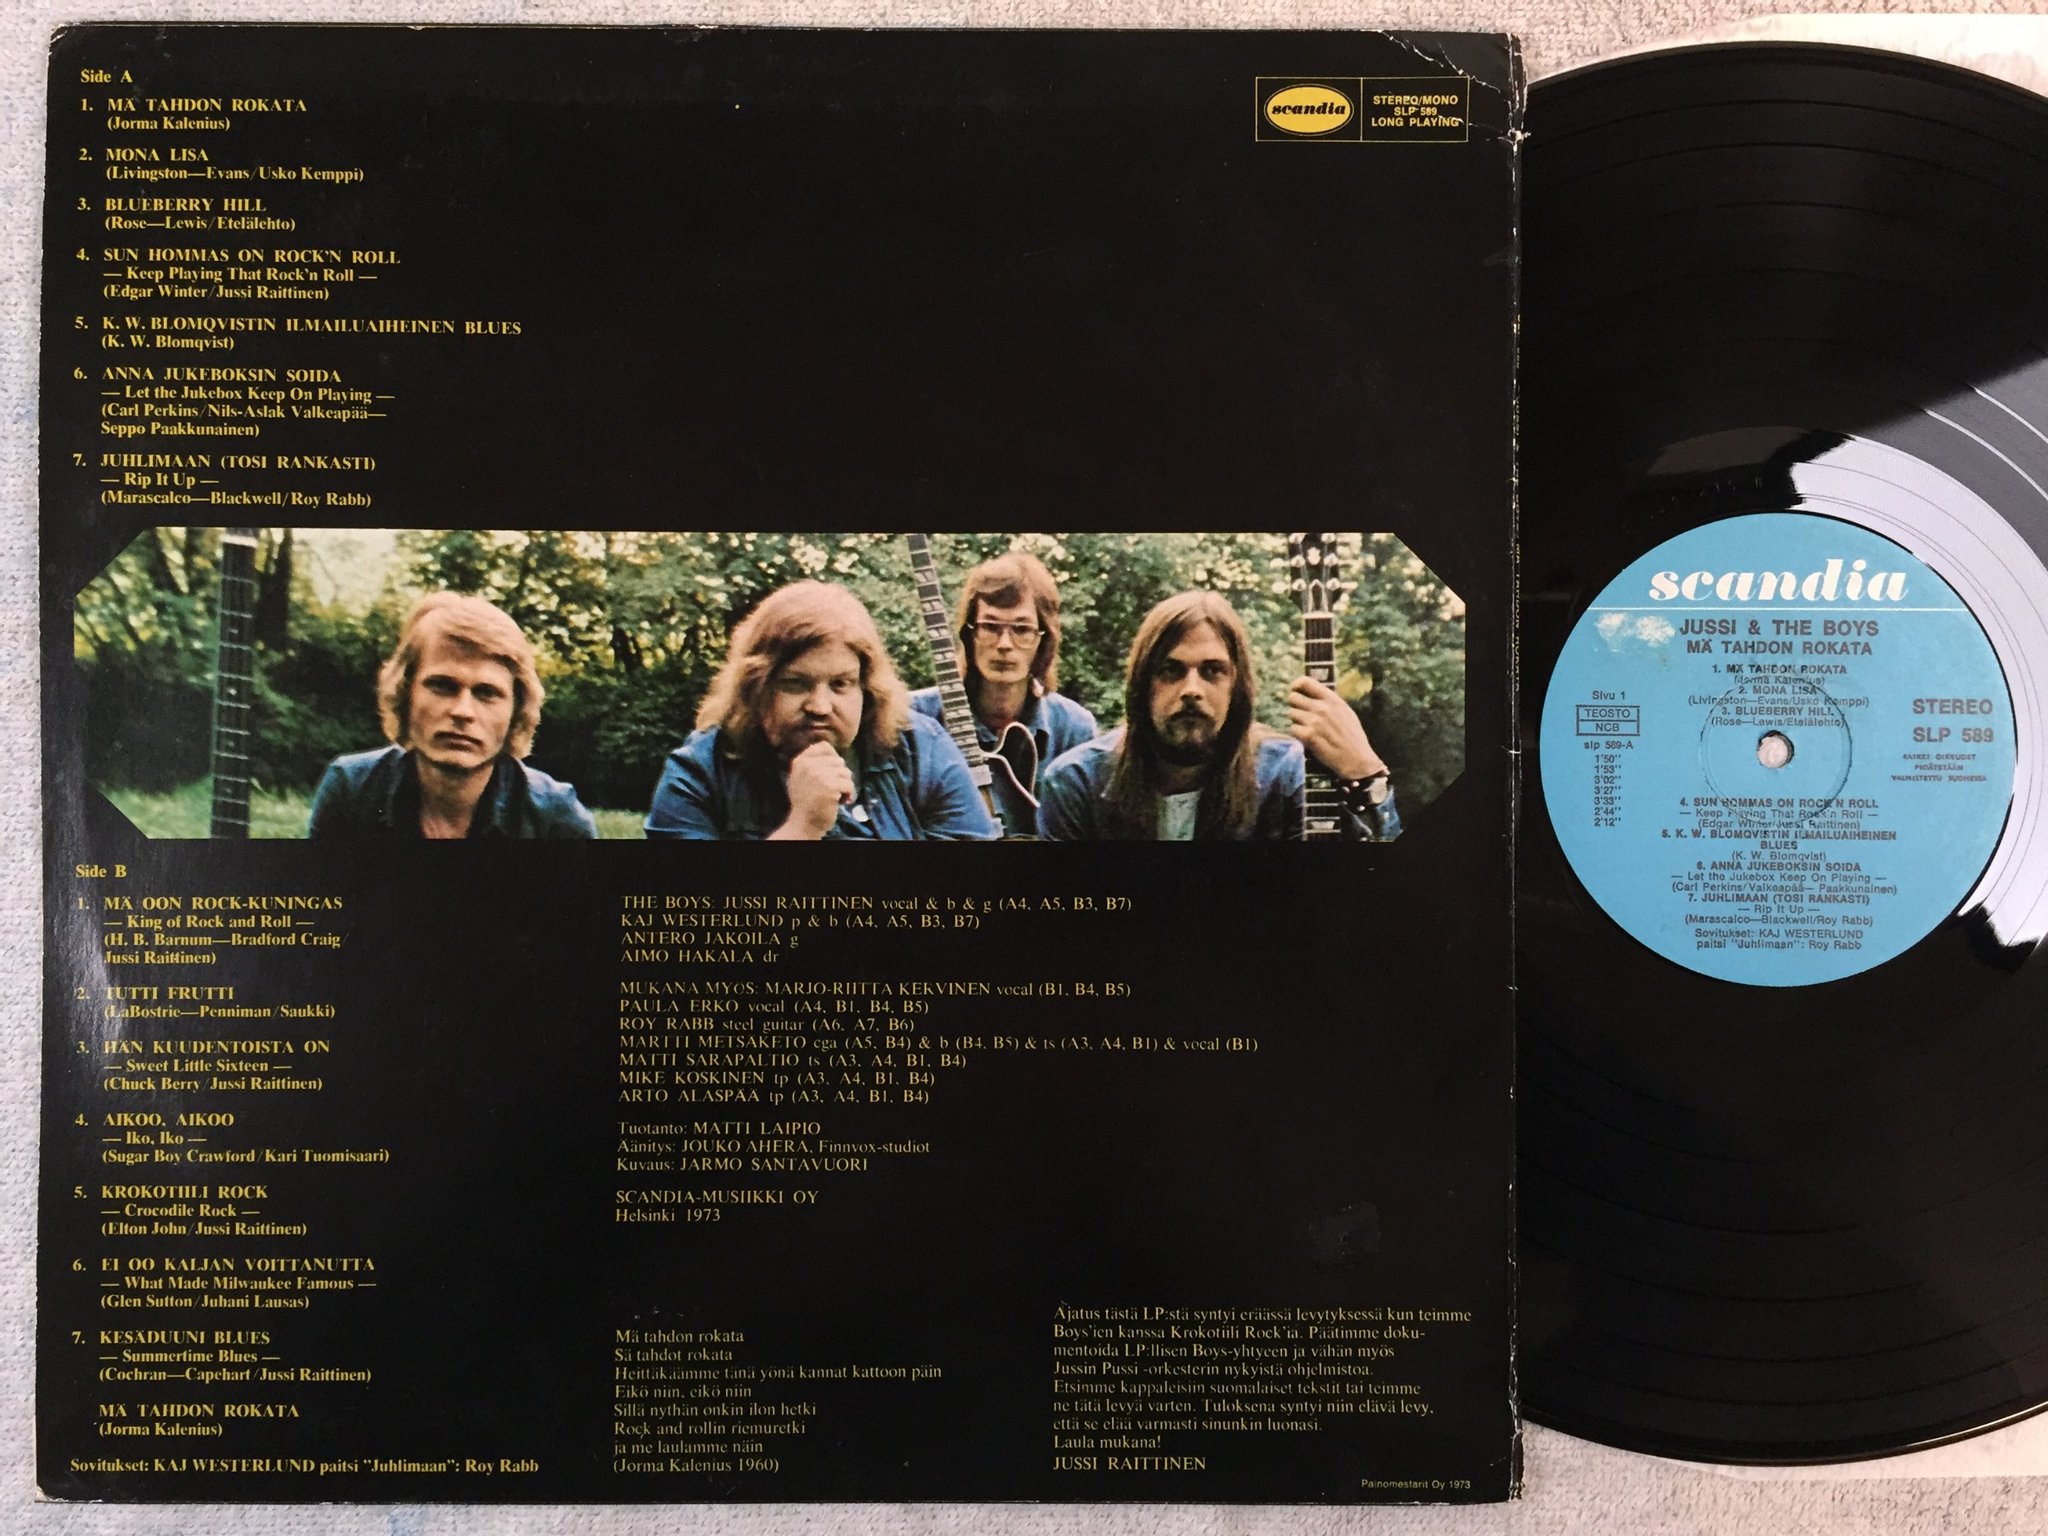 Side A
1. MÄ TAHDON ROKATA
(Jorma Kalenius)
2. MONA LISA
(Livingston—Evans/Usko Kemppi)
3. BLUEBERRY HILL
(Rose—Lewis/Etelälehto)
4. SUN HOMMAS ON ROCK'N ROLL
— Keep Playing That Rock'n Roll —
(Edgar Winter/Jussi Raittinen)
5. K. W. BLOMQVISTIN ILMAILUAIHEINEN BLUES
(K. W. Blomqvist)
6. ANNA JUKEBOKSIN SOIDA
— Let the Jukebox Keep On Playing —
(Carl Perkins/Nils-Aslak Valkeapää—
Seppo Paakkunainen)
7. JUHLIMAAN (TOSI RANKASTI)
— Rip It Up —
(Marascalco—Blackwell/Roy Rabb)
scandia
STEREO/MONO
SLP 589
LONG PLAYING
Side B
1. MÄ OON ROCK-KUNINGAS
— King of Rock and Roll —
(H. B. Barnum—Bradford Craig/
Jussi Raittinen)
2. TUTTI FRUTTI
(LaBostrie—Penniman/Saukki)
3. HÄN KUUDENTOISTA ON
— Sweet Little Sixteen —
(Chuck Berry/Jussi Raittinen)
4. AIKOO, AIKOO
— Iko, Iko —
(Sugar Boy Crawford/Kari Tuomisaari)
5. KROKOTIILI ROCK
— Crocodile Rock —
(Elton John/Jussi Raittinen)
6. EI OO KALJAN VOITTANUTTA
— What Made Milwaukee Famous —
(Glen Sutton/Juhani Lausas)
7. KESÄDUUNI BLUES
— Summertime Blues —
(Cochran—Capehart/Jussi Raittinen)
MÄ TAHDON ROKATA
(Jorma Kalenius)
Sovitukset: KAJ WESTERLUND paitsi "Juhlimaan": Roy Rabb
THE BOYS: JUSSI RAITTINEN vocal & b & g (A4, A5, B3, B7)
KAJ WESTERLUND p & b (A4, A5, B3, B7)
ANTERO JAKOILA g
AIMO HAKALA dr
MUKANA MYÖS: MARJO-RIITTA KEKVINEN vocal (B1, B4, B5)
PAULA ERKO vocal (A4, B1, B4, B5)
ROY RABB steel guitar (A6, A7, B6)
MARTTI METSÄKETO cga (A5, B4) & b (B4, B5) & ts (A3, A4, B1) & vocal (B1)
MATTI SARAPALTIO ts (A3, A4, B1, B4)
MIKE KOSKINEN tp (A3, A4, B1, B4)
ARTO ALASPÄÄ tp (A3, A4, B1, B4)
Tuotanto: MATTI LAIPIO
Äänitys: JOUKO AHERA, Finnvox-studiot
Kuvaus: JARMO SANTAVUORI
SCANDIA-MUSIIKKI OY
Helsinki 1973
Mä tahdon rokata
Sä tahdot rokata
Heittäkäämme tänä yönä kannat kattoon päin
Eikö niin, eikö niin
Sillä nythän onkin ilon hetki
Rock and rollin riemuretki
ja me laulamme näin
(Jorma Kalenius 1960)
Ajatus tästä LP:stä syntyi eräässä levytyksessä kun teimme
Boys'ien kanssa Krokotiili Rock'ia. Päätimme doku-
mentoida LP:llisen Boys-yhtyeen ja vähän myös
Jussin Pussi -orkesterin nykyistä ohjelmistoa.
Etsimme kappaleisiin suomalaiset tekstit tai teimme
ne tätä levyä varten. Tuloksena syntyi niin elävä levy,
että se elää varmasti sinunkin luonasi.
Laula mukana!
JUSSI RAITTINEN
Painomestarit Oy 1973
scandia
JUSSI & THE BOYS
MÄ TAHDON ROKATA
1. MÄ TAHDON ROKATA
(Jorma Kalenius)
2. MONA LISA
(Livingston—Evans/Usko Kemppi)
3. BLUEBERRY HILL
(Rose—Lewis/Etelälehto)
Sivu 1
TEOSTO
NCB
slp 589-A
1'50"
1'53"
3'02"
3'27"
3'33"
2'44"
2'12"
STEREO
SLP 589
KAIKKI OIKEUDET
PIDÄTETÄÄN
VALMISTETTU SUOMESSA
4. SUN HOMMAS ON ROCK'N ROLL
— Keep Playing That Rock'n Roll —
(Edgar Winter/Jussi Raittinen)
5. K. W. BLOMQVISTIN ILMAILUAIHEINEN
BLUES
(K. W. Blomqvist)
6. ANNA JUKEBOKSIN SOIDA
— Let the Jukebox Keep On Playing —
(Carl Perkins/Valkeapää— Paakkunainen)
7. JUHLIMAAN (TOSI RANKASTI)
— Rip It Up —
(Marascalco—Blackwell/Roy Rabb)
Sovitukset: KAJ WESTERLUND
paitsi "Juhlimaan": Roy Rabb